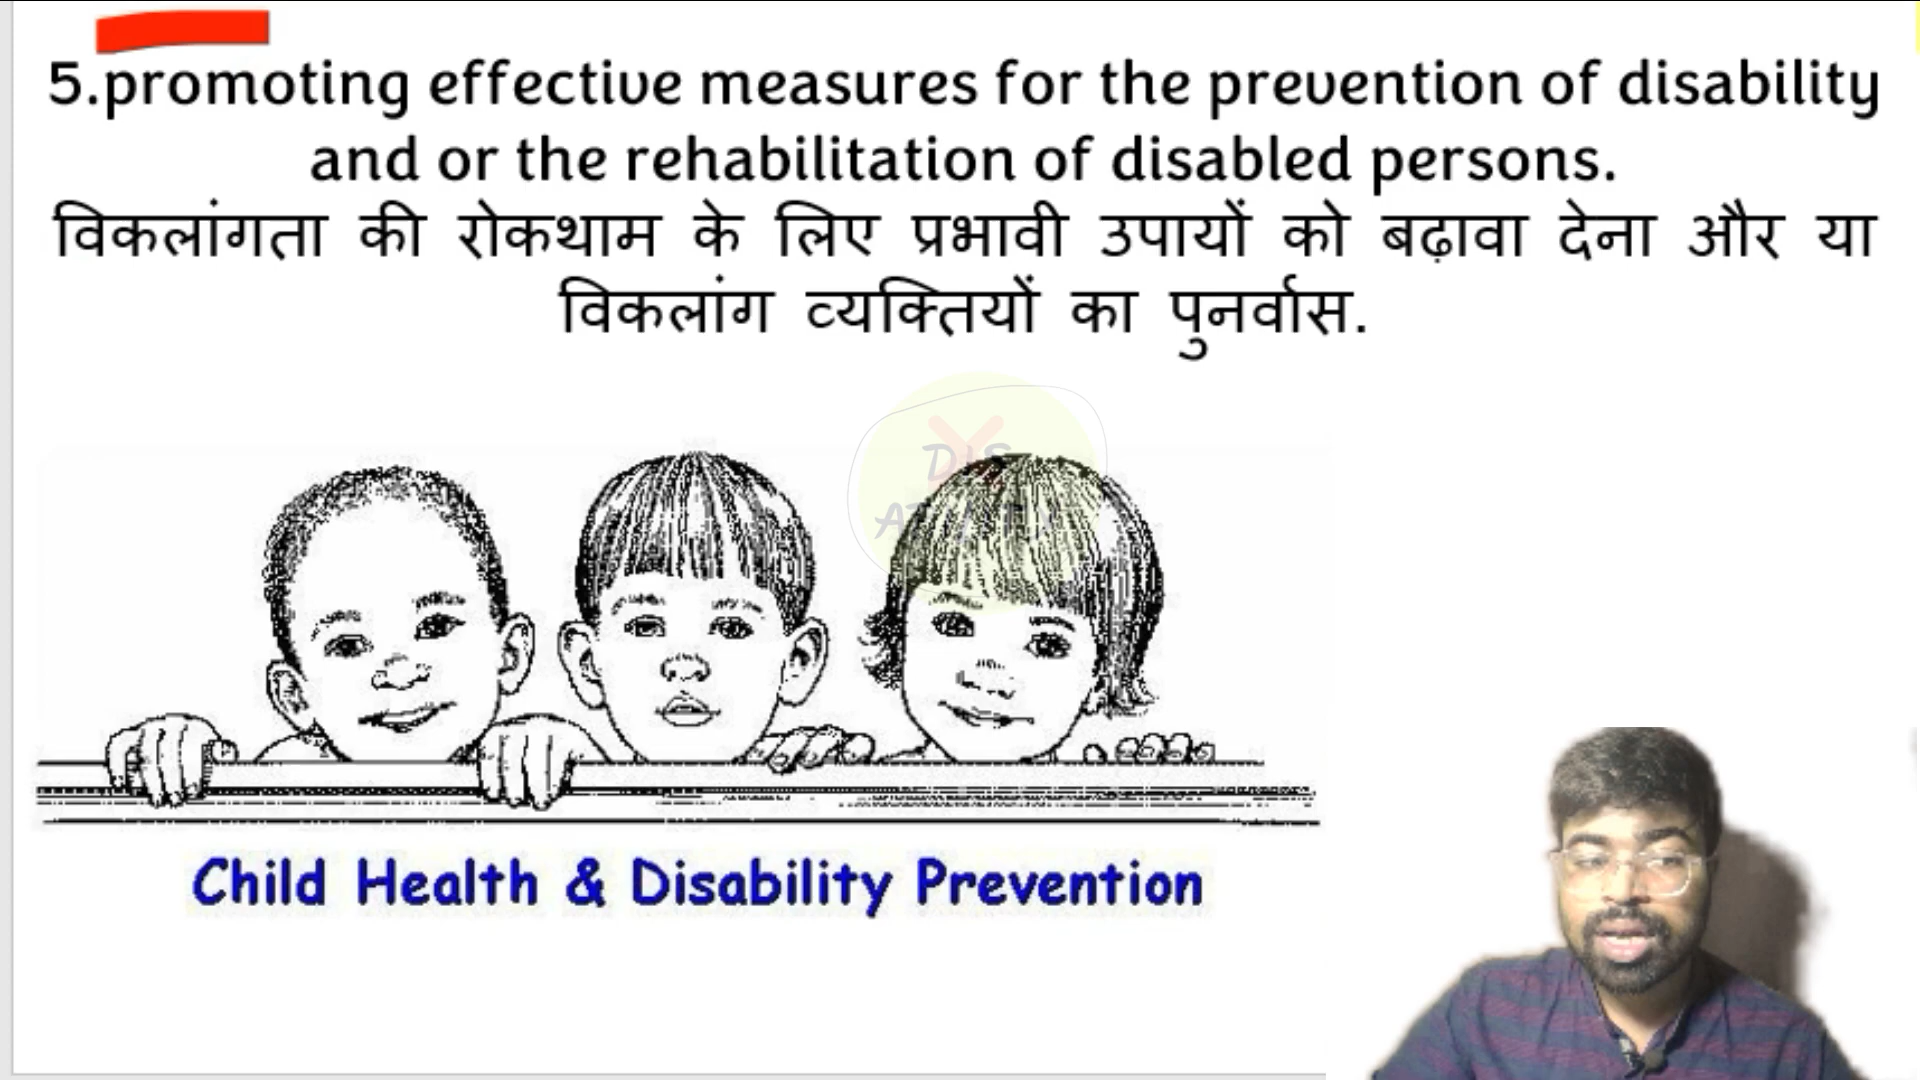 5.promoting effective measures for the prevention of disability
and or the rehabilitation of disabled persons.
विकलांगता की रोकथाम के लिए प्रभावी उपायों को बढ़ावा देना और या
विकलांग व्यक्तियों का पुनर्वास.
DIS
Child Health & Disability Prevention